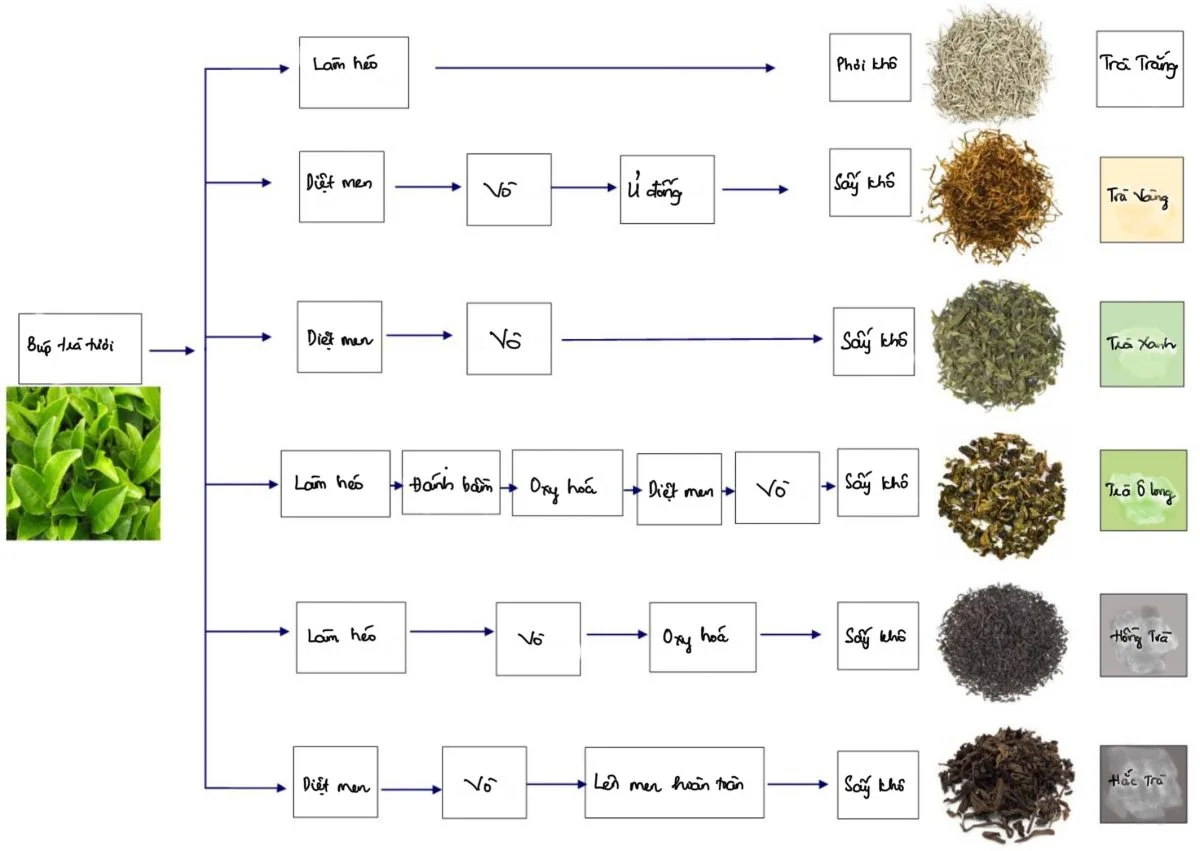 Làm héo
Phơi khô
Trà Trắng
Diệt men
Vò
Ủ đống
Sấy khô
Trà Vàng
Búp trà tươi
Diệt men
Vò
Sấy khô
Trà Xanh
Làm héo
Đánh bầm
Oxy hoá
Diệt men
Vò
Sấy khô
Trà Ô long
Làm héo
Vò
Oxy hoá
Sấy khô
Hồng Trà
Diệt men
Vò
Lên men hoàn toàn
Sấy khô
Hắc Trà